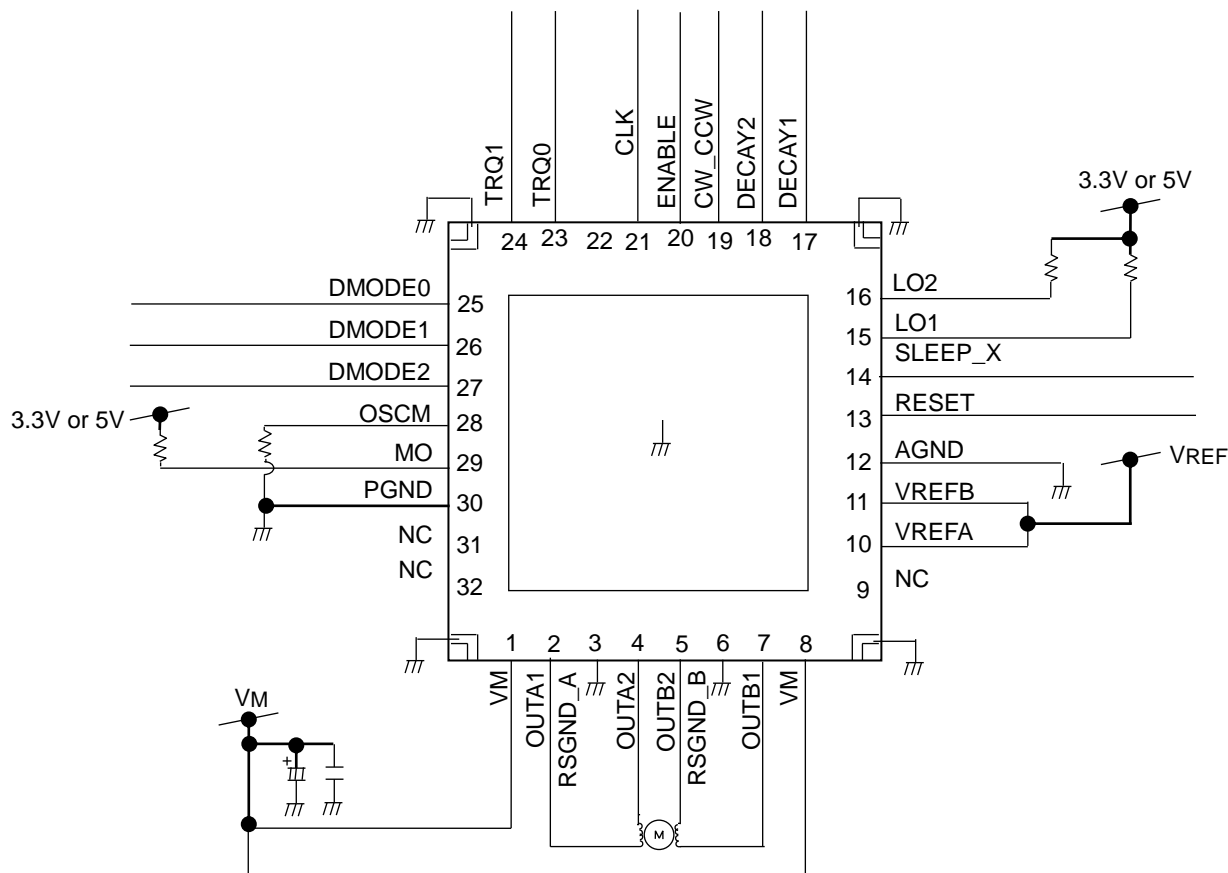 TRQ1
TRQ0
CLK
ENABLE
CW_CCW
DECAY2
DECAY1
24
23
22
21
20
19
18
17
3.3V or 5V
DMODE0
25
DMODE1
26
DMODE2
27
3.3V or 5V
OSCM
28
MO
29
PGND
30
NC
31
NC
32
16
LO2
15
LO1
SLEEP_X
14
13
RESET
12
AGND
VREF
11
VREFB
10
VREFA
9
NC
1
2
3
4
5
6
7
8
VM
OUTA1
RSGND_A
OUTA2
OUTB2
RSGND_B
OUTB1
VM
VM
+
M